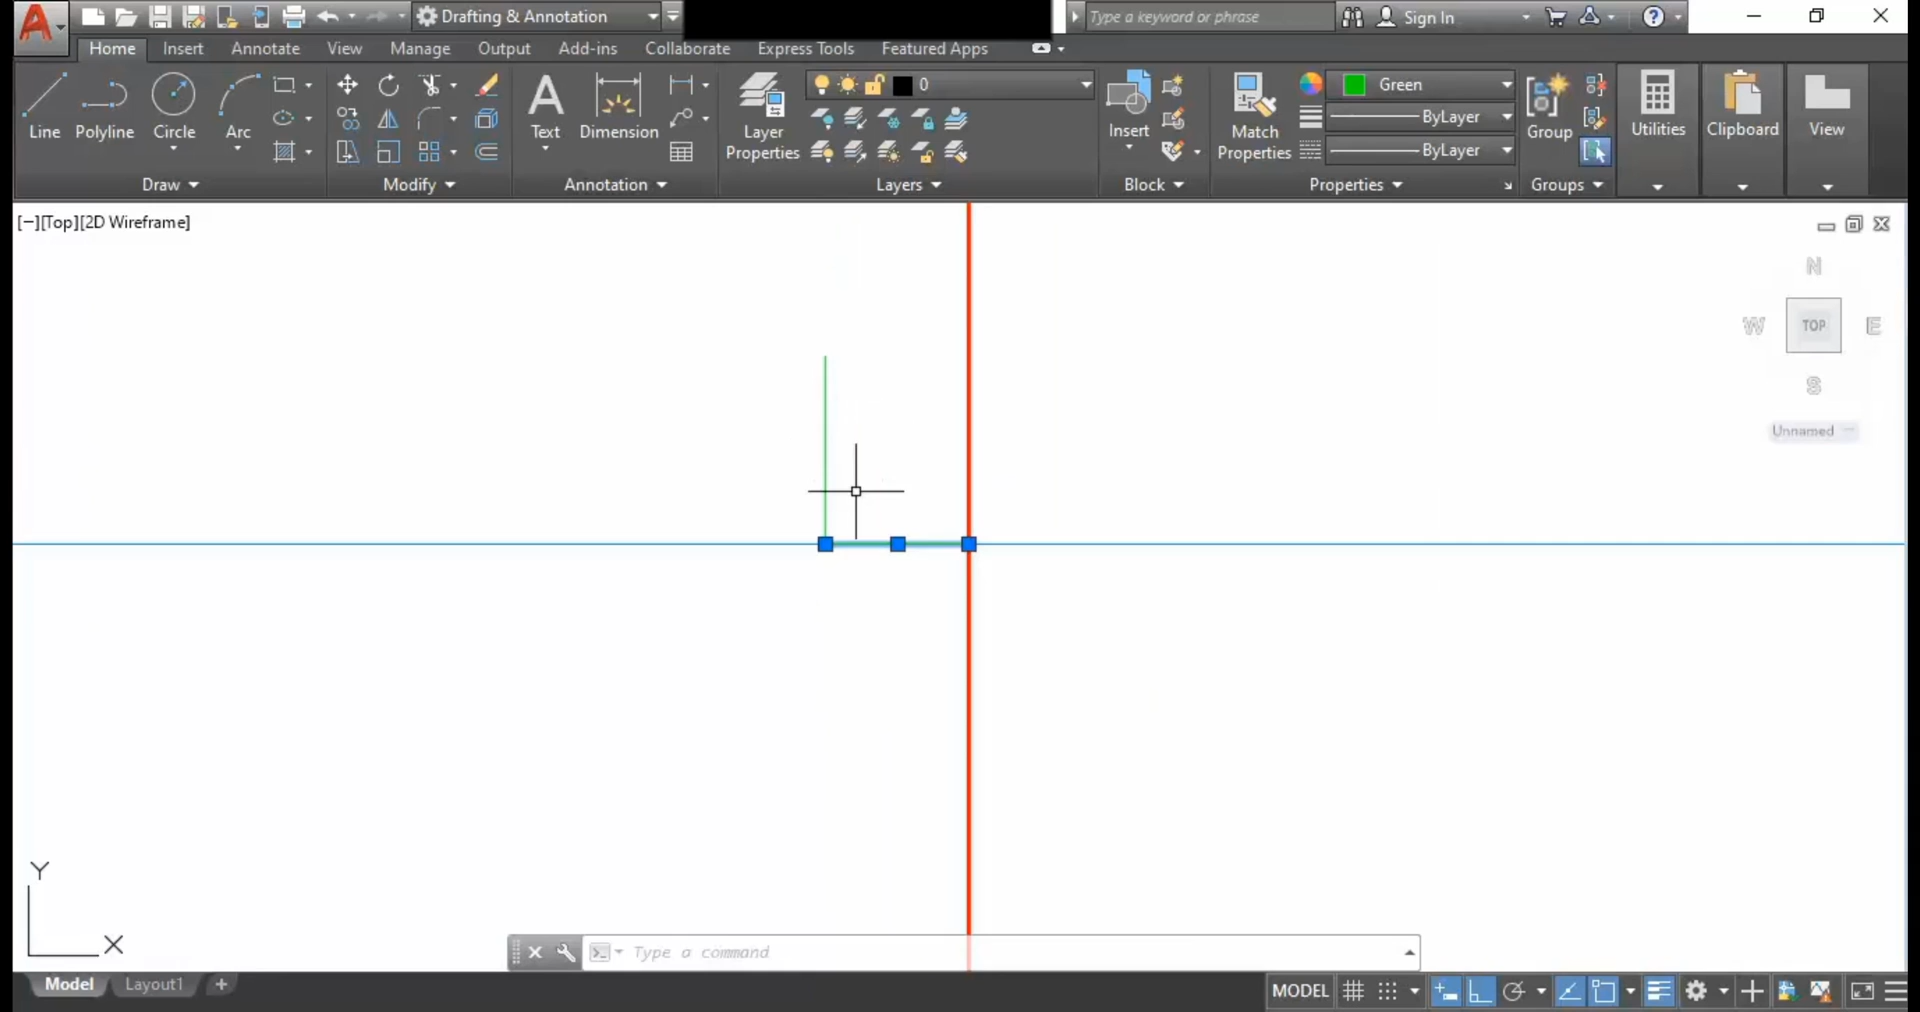 Drafting & Annotation
Type a keyword or phrase
Sign In
Home Insert Annotate View Manage Output Add-ins Collaborate Express Tools Featured Apps
Line Polyline Circle Arc
Text Dimension
Layer Properties
0
Insert
Match Properties
Green
ByLayer
ByLayer
Group
Utilities
Clipboard
View
Draw
Modify
Annotation
Layers
Block
Properties
Groups
[−][Top][2D Wireframe]
N
W TOP E
S
Unnamed
Y
X
Type a command
Model Layout1 +
MODEL